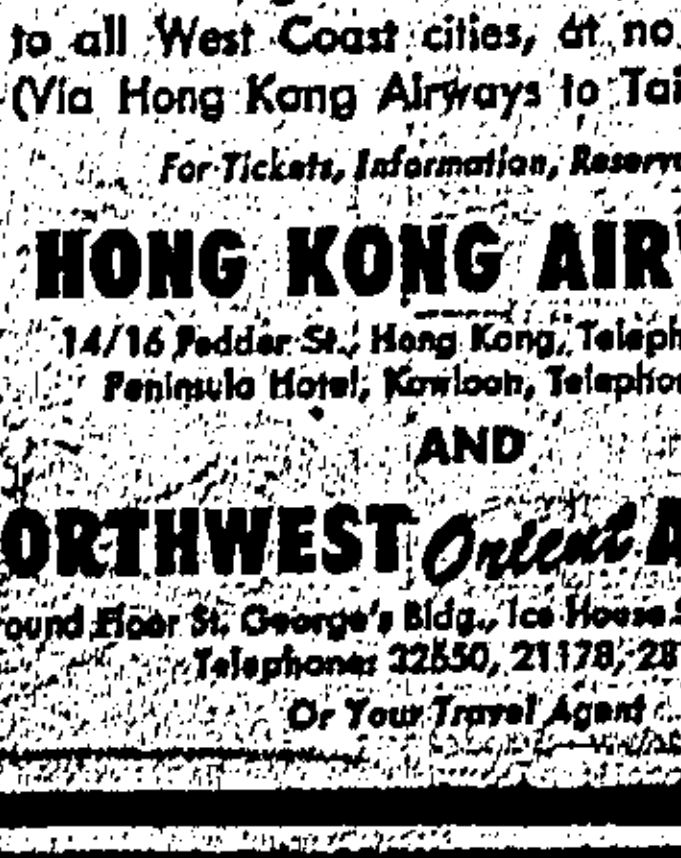 to all West Coast cities, at no
(Via Hong Kong Airways to Tai
For Tickets, Information, Reserv
HONG KONG AIR
14/16 Pedder St., Hong Kong, Teleph
Peninsula Hotel, Kowloon, Telephon
AND
ORTHWEST Orient A
round Floor St. George's Bldg., Ice House S
Telephones 21178, 28
Or Your Travel Agent